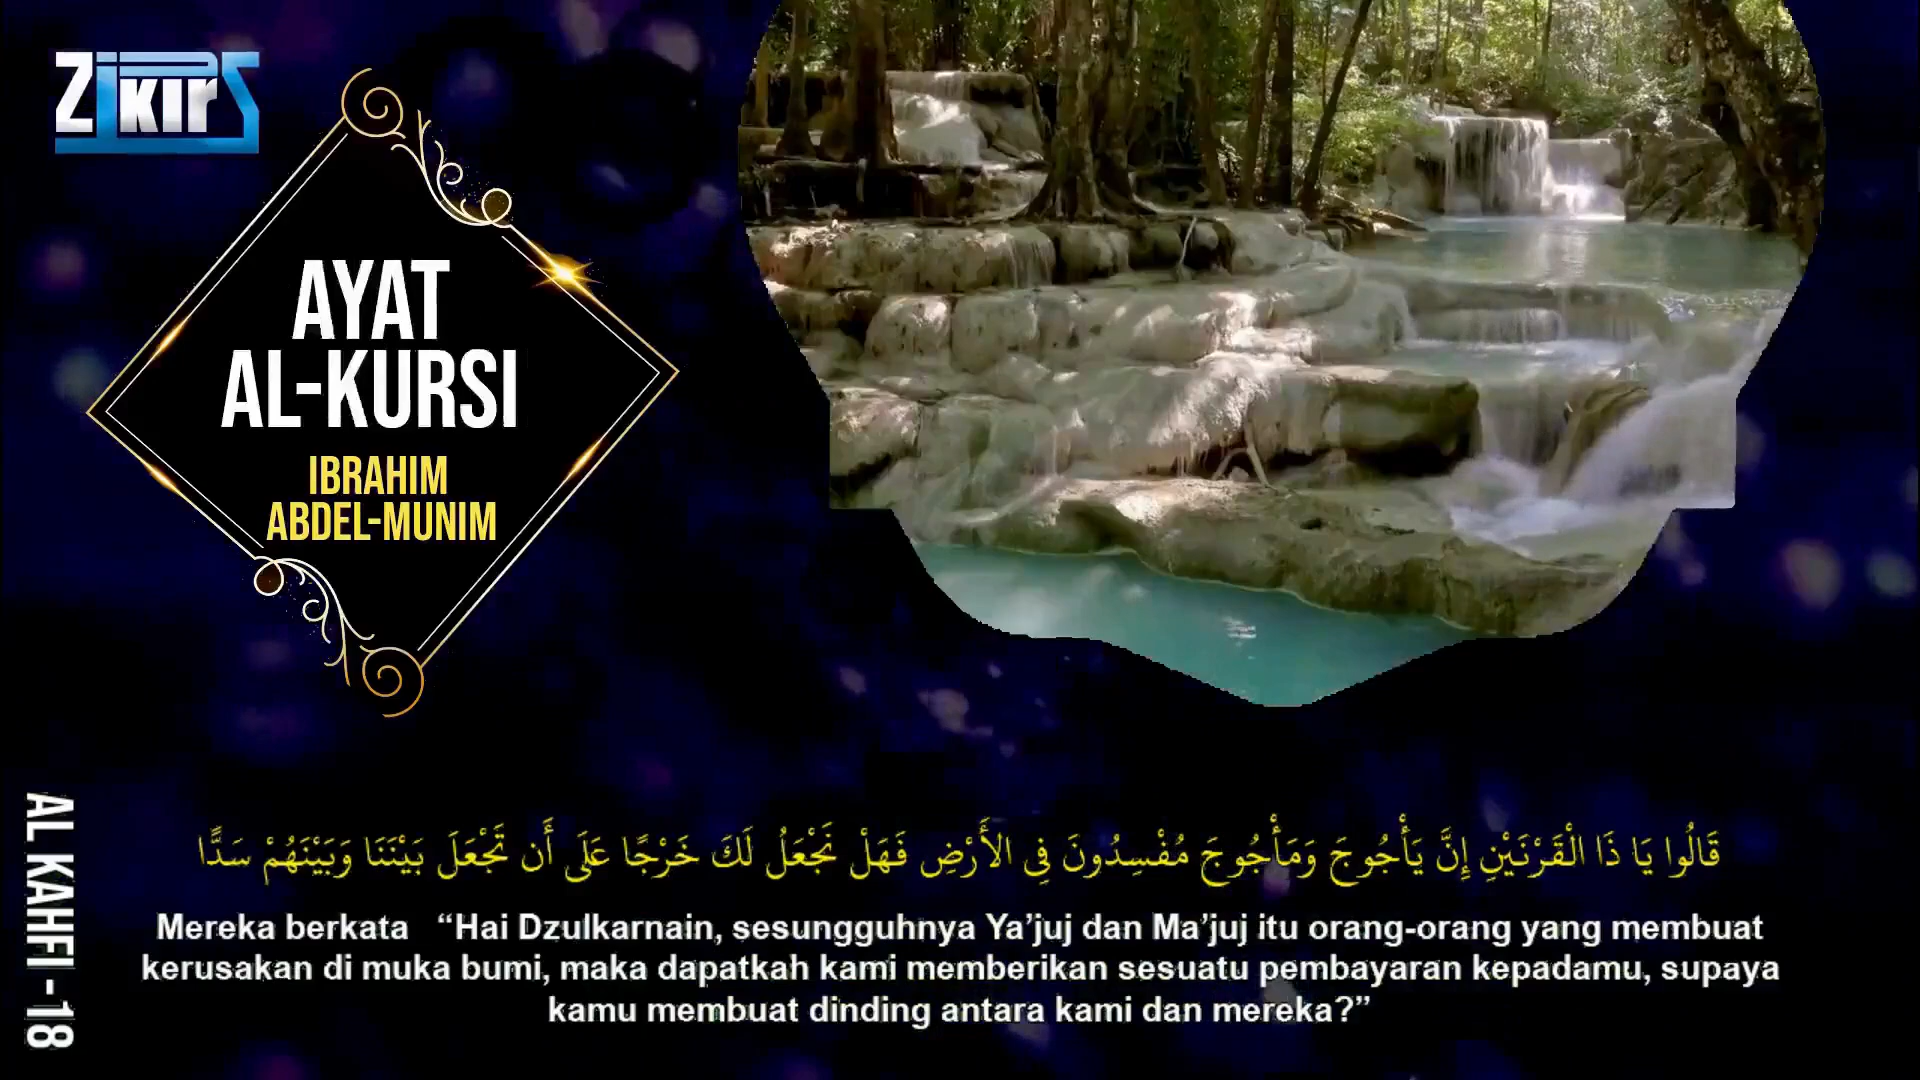 ZikirPS
AYAT
AL-KURSI
IBRAHIM
ABDEL-MUNIM
AL KAHFI - 18
قَالُوا يَا ذَا الْقَرْنَيْنِ إِنَّ يَأْجُوجَ وَمَأْجُوجَ مُفْسِدُونَ فِي الأَرْضِ فَهَلْ نَجْعَلُ لَكَ خَرْجًا عَلَى أَن تَجْعَلَ بَيْنَنَا وَبَيْنَهُمْ سَدًّا
Mereka berkata “Hai Dzulkarnain, sesungguhnya Ya’juj dan Ma’juj itu orang-orang yang membuat
kerusakan di muka bumi, maka dapatkah kami memberikan sesuatu pembayaran kepadamu, supaya
kamu membuat dinding antara kami dan mereka?”